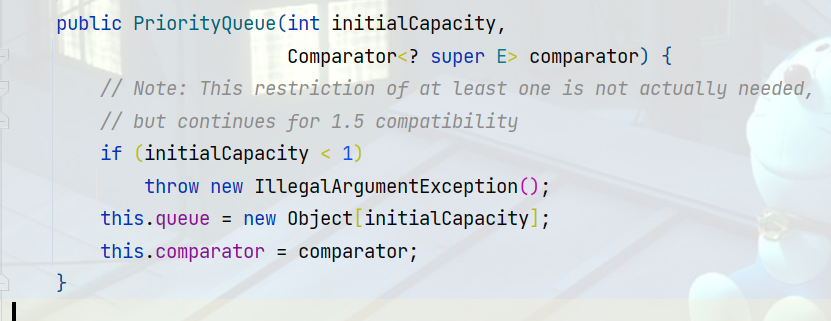 public PriorityQueue(int initialCapacity,
                     Comparator<? super E> comparator) {
    // Note: This restriction of at least one is not actually needed,
    // but continues for 1.5 compatibility
    if (initialCapacity < 1)
        throw new IllegalArgumentException();
    this.queue = new Object[initialCapacity];
    this.comparator = comparator;
}